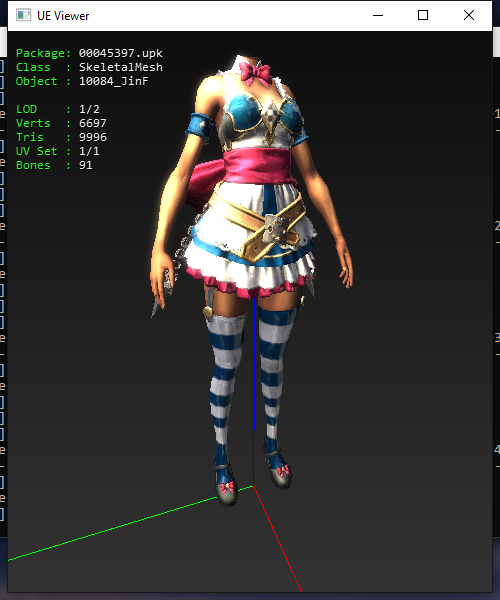 UE Viewer
Package: 00045397.upk
Class  : SkeletalMesh
Object : 10084_JinF
LOD    : 1/2
Verts  : 6697
Tris   : 9996
UV Set : 1/1
Bones  : 91